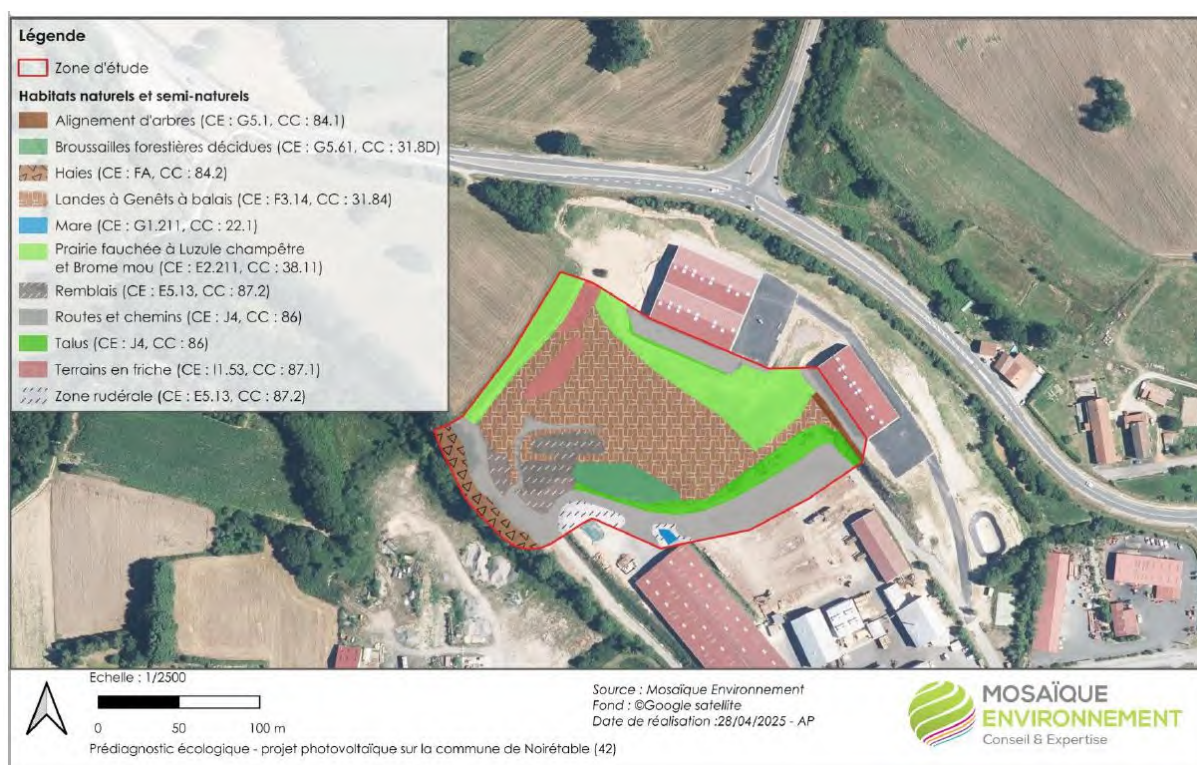 Légende
Zone d'étude
Habitats naturels et semi-naturels
Alignement d'arbres (CE : G5.1, CC : 84.1)
Broussailles forestières décidues (CE : G5.61, CC : 31.8D)
Haies (CE : FA, CC : 84.2)
Landes à Genêts à balais (CE : F3.14, CC : 31.84)
Mare (CE : G1.211, CC : 22.1)
Prairie fauchée à Luzule champêtre
et Brome mou (CE : E2.211, CC : 38.11)
Remblais (CE : E5.13, CC : 87.2)
Routes et chemins (CE : J4, CC : 86)
Talus (CE : J4, CC : 86)
Terrains en friche (CE : I1.53, CC : 87.1)
Zone rudérale (CE : E5.13, CC : 87.2)
Echelle : 1/2500
0 50 100 m
Source : Mosaïque Environnement
Fond : ©Google satellite
Date de réalisation :28/04/2025 - AP
Prédiagnostic écologique - projet photovoltaïque sur la commune de Noirétable (42)
MOSAÏQUE
ENVIRONNEMENT
Conseil & Expertise